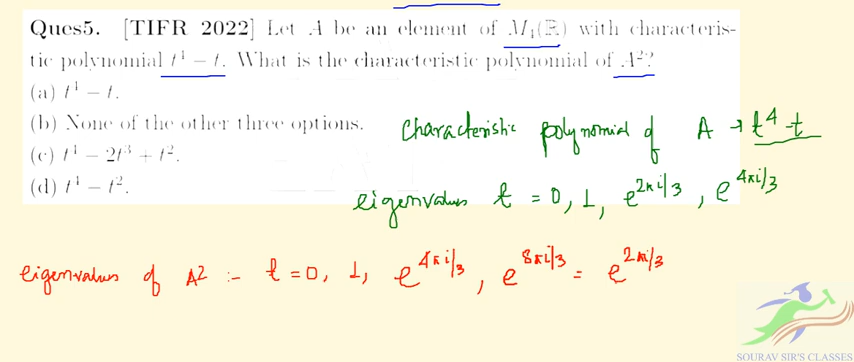 Ques5. [TIFR 2022] Let A be an element of M₄(ℝ) with characteris-
tic polynomial t⁴ − t. What is the characteristic polynomial of A²?
(a) t⁴ − t.
(b) None of the other three options.
(c) t⁴ − 2t³ + t².
(d) t⁴ − t².
Characteristic polynomial of A → t⁴ - t
eigenvalues t = 0, 1, e^{2πi/3}, e^{4πi/3}
eigenvalues of A² :- t = 0, 1, e^{4πi/3}, e^{8πi/3} = e^{2πi/3}
SOURAV SIR'S CLASSES